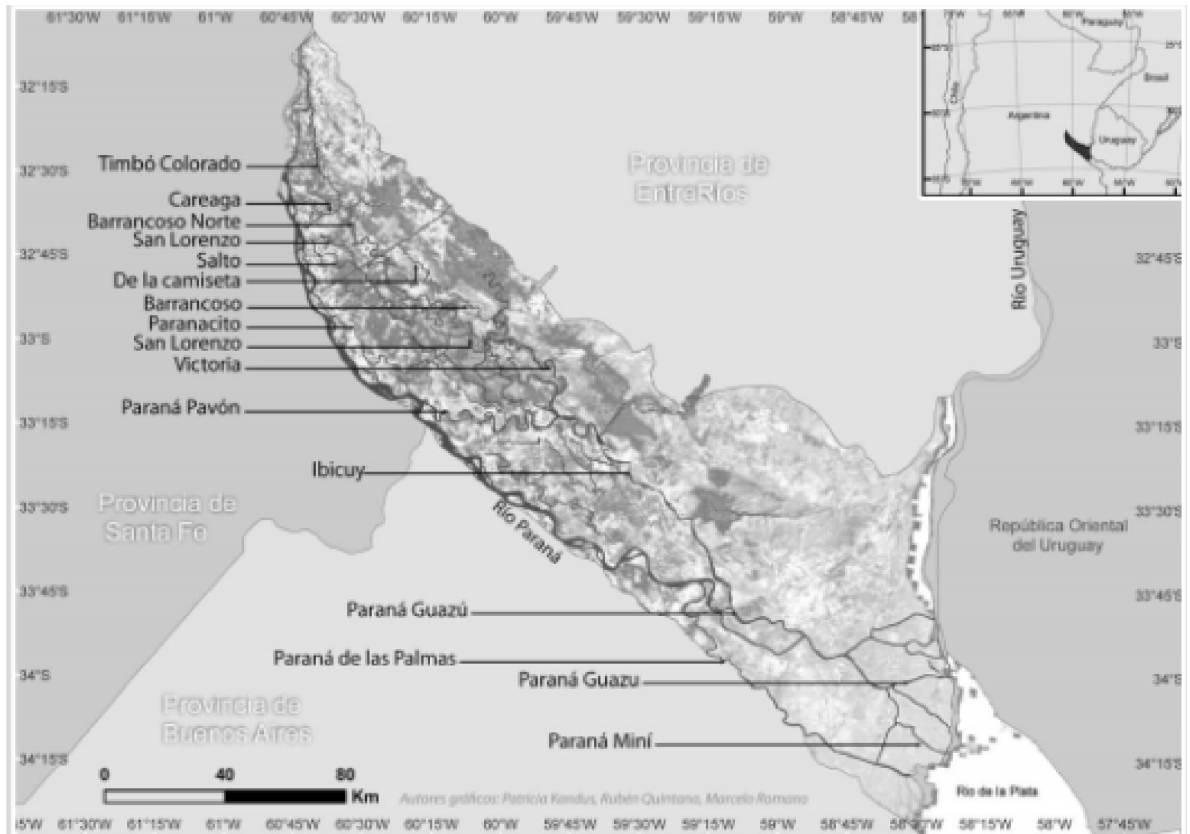 61°30'W 61°15'W 61°W 60°45'W 60°30'W 60°15'W 60°W 59°45'W 59°30'W 59°15'W 59°W 58°45'W
Paraguay
Brasil
Chile
Argentina
Uruguay
32°15'S
32°30'S
32°45'S
33°S
33°15'S
33°30'S
33°45'S
34°S
34°15'S
Timbó Colorado
Careaga
Barrancoso Norte
San Lorenzo
Salto
De la camiseta
Barrancoso
Paranacito
San Lorenzo
Victoria
Paraná Pavón
Ibicuy
Provincia de
EntreRíos
Río Uruguay
32°45'S
33°S
33°15'S
33°30'S
33°45'S
34°S
34°15'S
Provincia de
Santa Fe
Río Paraná
República Oriental
del Uruguay
Paraná Guazú
Paraná de las Palmas
Paraná Guazu
Paraná Miní
Provincia de
Buenos Aires
Río de la Plata
0 40 80
Km
Autores gráficos: Patricia Kandus, Rubén Quintana, Marcelo Romano
61°30'W 61°15'W 61°W 60°45'W 60°30'W 60°15'W 60°W 59°45'W 59°30'W 59°15'W 59°W 58°45'W 58°30'W 58°15'W 58°W 57°45'W